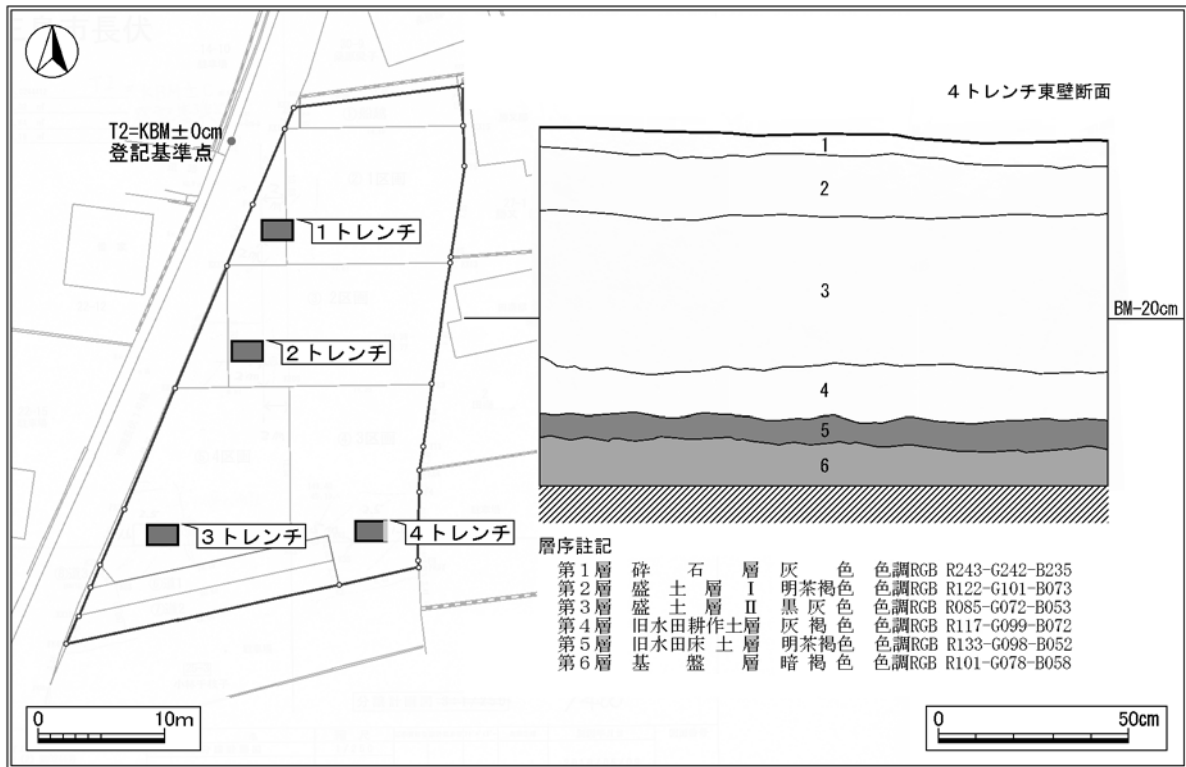 T2=KBM±0cm
登記基準点
1トレンチ
2トレンチ
3トレンチ
4トレンチ
0 10m
4トレンチ東壁断面
1
2
3
BM-20cm
4
5
6
層序註記
第1層 砕石層 灰色 色調RGB R243-G242-B235
第2層 盛土層Ⅰ 明茶褐色 色調RGB R122-G101-B073
第3層 盛土層Ⅱ 黒灰色 色調RGB R085-G072-B053
第4層 旧水田耕作土層 灰褐色 色調RGB R117-G099-B072
第5層 旧水田床土層 明茶褐色 色調RGB R133-G098-B052
第6層 基盤層 暗褐色 色調RGB R101-G078-B058
0 50cm